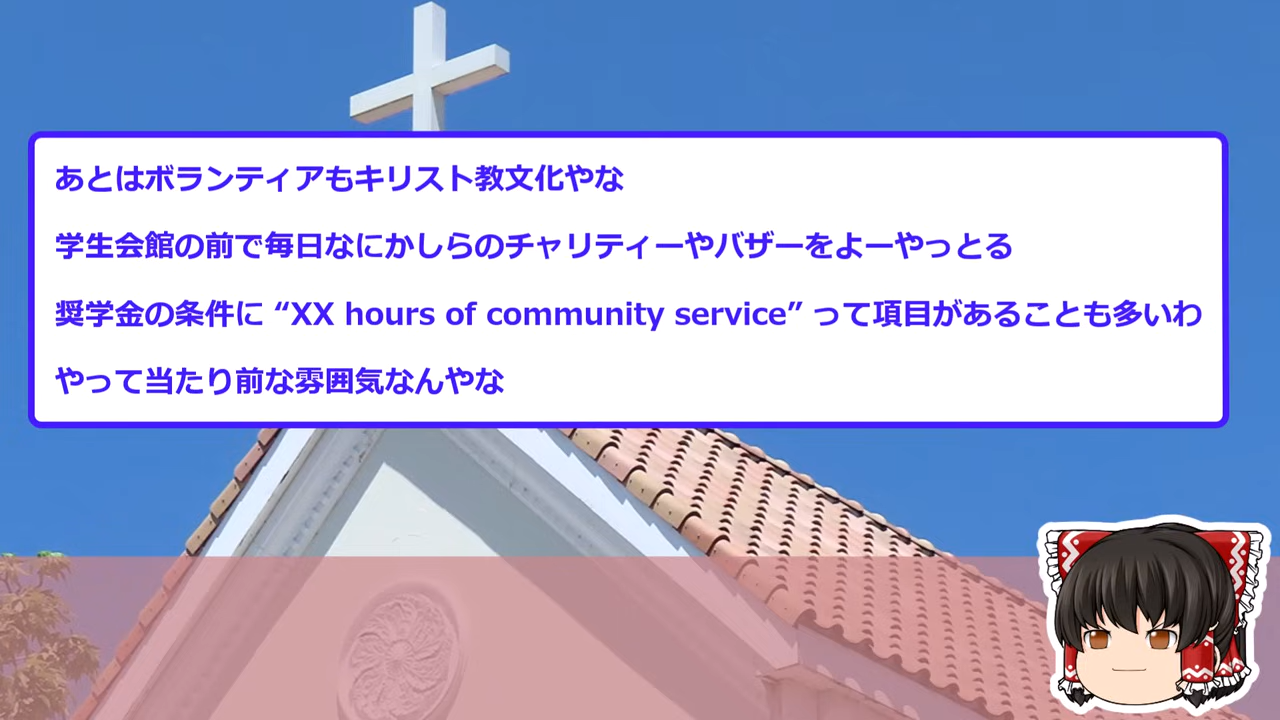 あとはボランティアもキリスト教文化やな
学生会館の前で毎日なにかしらのチャリティーやバザーをよーやっとる
奨学金の条件に “XX hours of community service” って項目があることも多いわ
やって当たり前な雰囲気なんやな